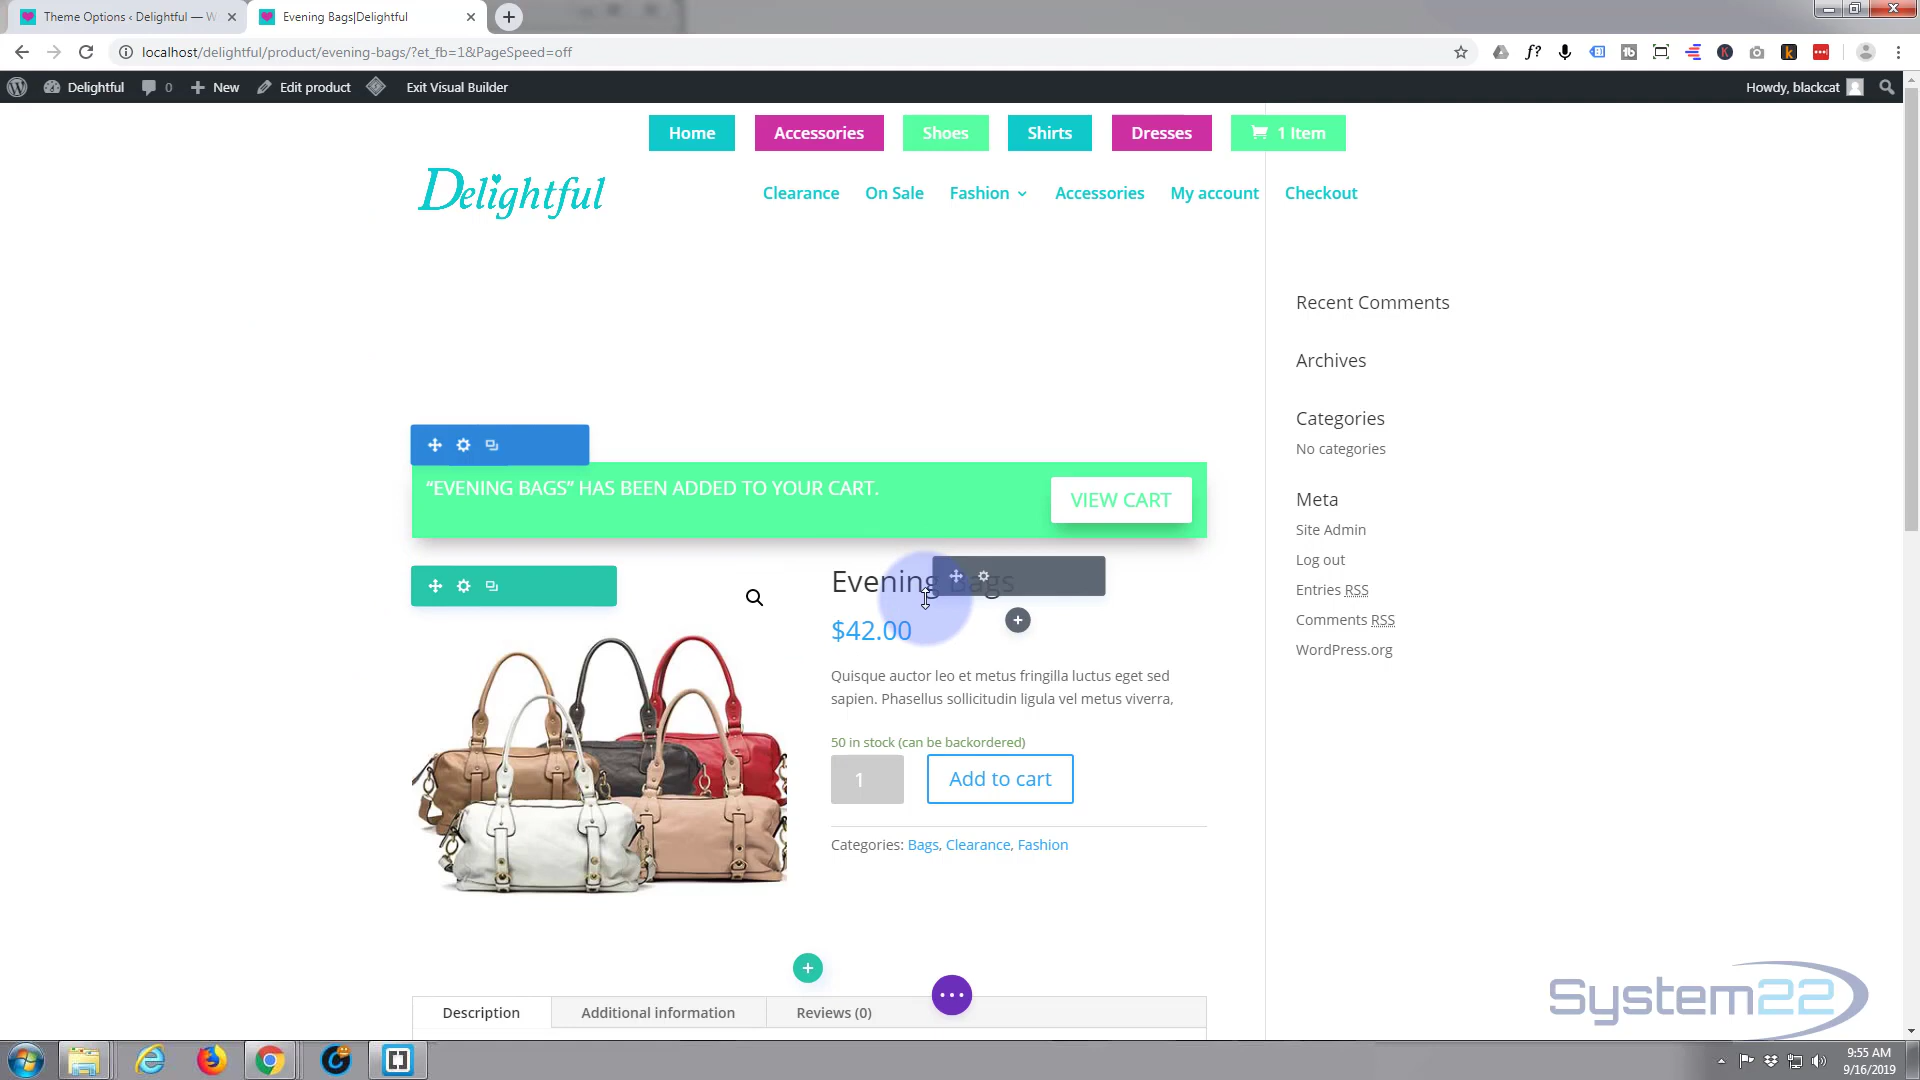 Theme Options ‹ Delightful — W
Evening Bags|Delightful
localhost/delightful/product/evening-bags/?et_fb=1&PageSpeed=off
Delightful
0
New
Edit product
Exit Visual Builder
Howdy, blackcat
Home
Accessories
Shoes
Shirts
Dresses
1 Item
Delightful
Clearance
On Sale
Fashion
Accessories
My account
Checkout
“EVENING BAGS” HAS BEEN ADDED TO YOUR CART.
VIEW CART
Evening Bags
$42.00
Quisque auctor leo et metus fringilla luctus eget sed
sapien. Phasellus sollicitudin ligula vel metus viverra,
50 in stock (can be backordered)
1
Add to cart
Categories: Bags, Clearance, Fashion
Description
Additional information
Reviews (0)
Recent Comments
Archives
Categories
No categories
Meta
Site Admin
Log out
Entries RSS
Comments RSS
WordPress.org
System22
9:55 AM
9/16/2019